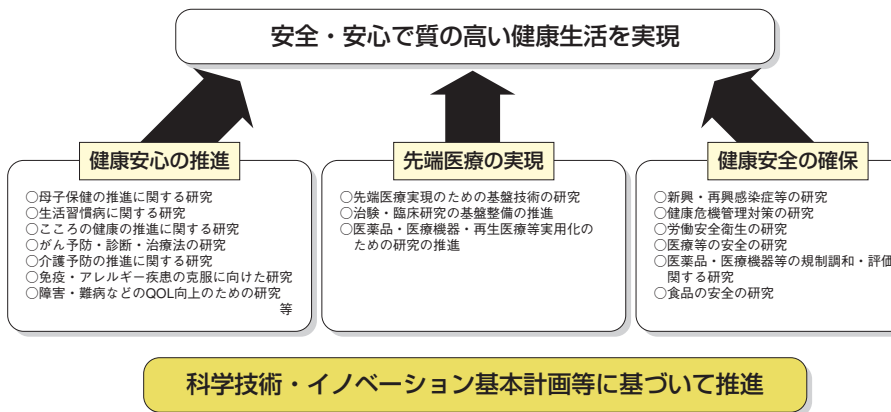 安全・安心で質の高い健康生活を実現
健康安心の推進
○母子保健の推進に関する研究
○生活習慣病に関する研究
○こころの健康の推進に関する研究
○がん予防・診断・治療法の研究
○介護予防の推進に関する研究
○免疫・アレルギー疾患の克服に向けた研究
○障害・難病などのQOL向上のための研究
等
先端医療の実現
○先端医療実現のための基盤技術の研究
○治験・臨床研究の基盤整備の推進
○医薬品・医療機器・再生医療等実用化の
ための研究の推進
健康安全の確保
○新興・再興感染症等の研究
○健康危機管理対策の研究
○労働安全衛生の研究
○医療等の安全の研究
○医薬品・医療機器等の規制調和・評価
関する研究
○食品の安全の研究
科学技術・イノベーション基本計画等に基づいて推進